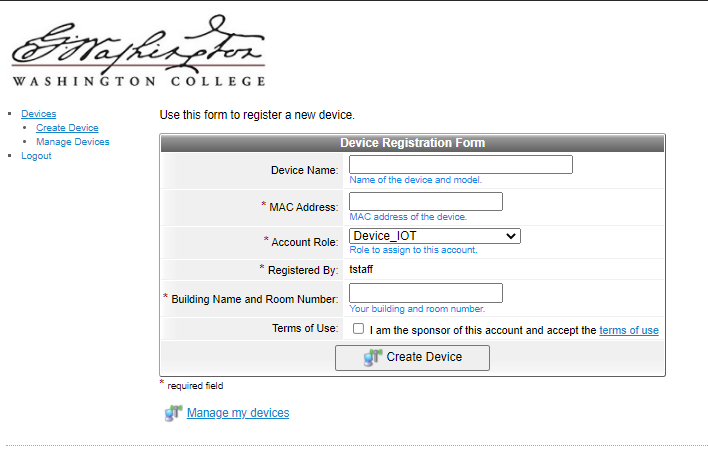 G. Washington
WASHINGTON COLLEGE
Devices
Create Device
Manage Devices
Logout
Use this form to register a new device.
Device Registration Form
Device Name:
Name of the device and model.
* MAC Address:
MAC address of the device.
* Account Role: Device_IOT
Role to assign to this account.
* Registered By: tstaff
* Building Name and Room Number:
Your building and room number.
Terms of Use: I am the sponsor of this account and accept the terms of use
Create Device
* required field
Manage my devices